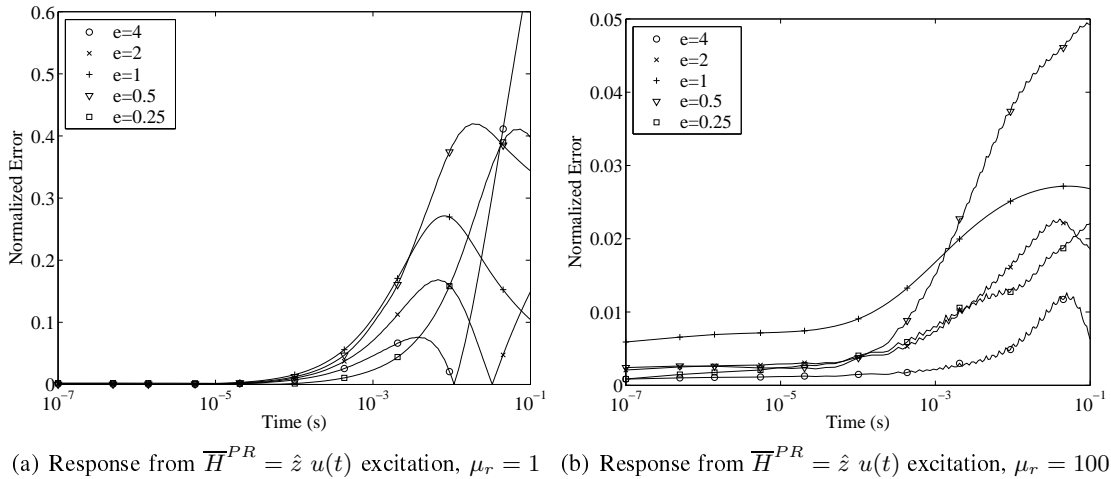 0.6
0.5
0.4
0.3
0.2
0.1
0
Normalized Error
e=4
e=2
e=1
e=0.5
e=0.25
10⁻⁷
10⁻⁵
10⁻³
10⁻¹
Time (s)
(a) Response from H̅^{PR} = ẑ u(t) excitation, μ_r = 1
0.05
0.04
0.03
0.02
0.01
0
Normalized Error
e=4
e=2
e=1
e=0.5
e=0.25
10⁻⁷
10⁻⁵
10⁻³
10⁻¹
Time (s)
(b) Response from H̅^{PR} = ẑ u(t) excitation, μ_r = 100